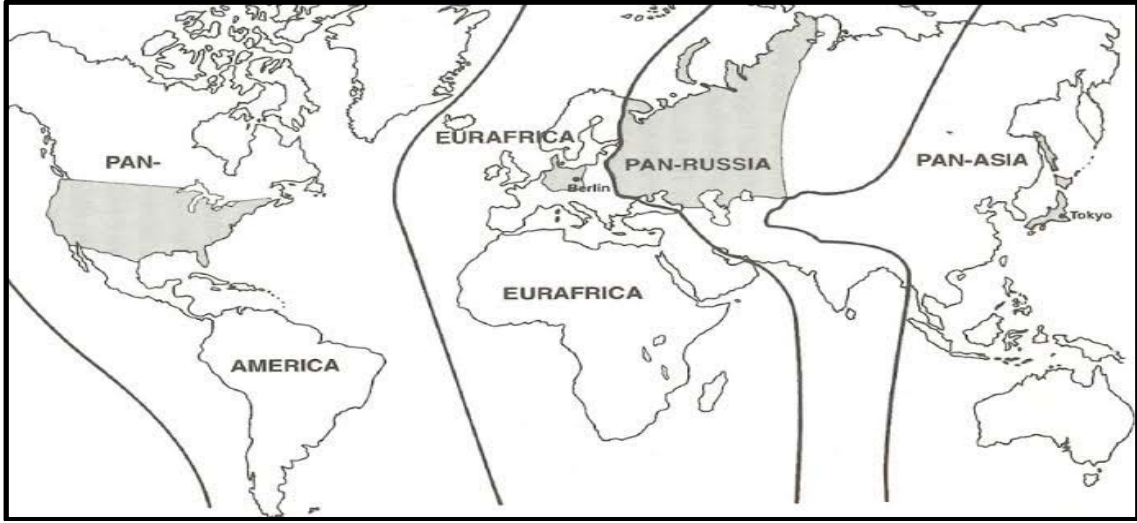 EURAFRICA
PAN-
PAN-RUSSIA
PAN-ASIA
Berlin
Tokyo
EURAFRICA
AMERICA